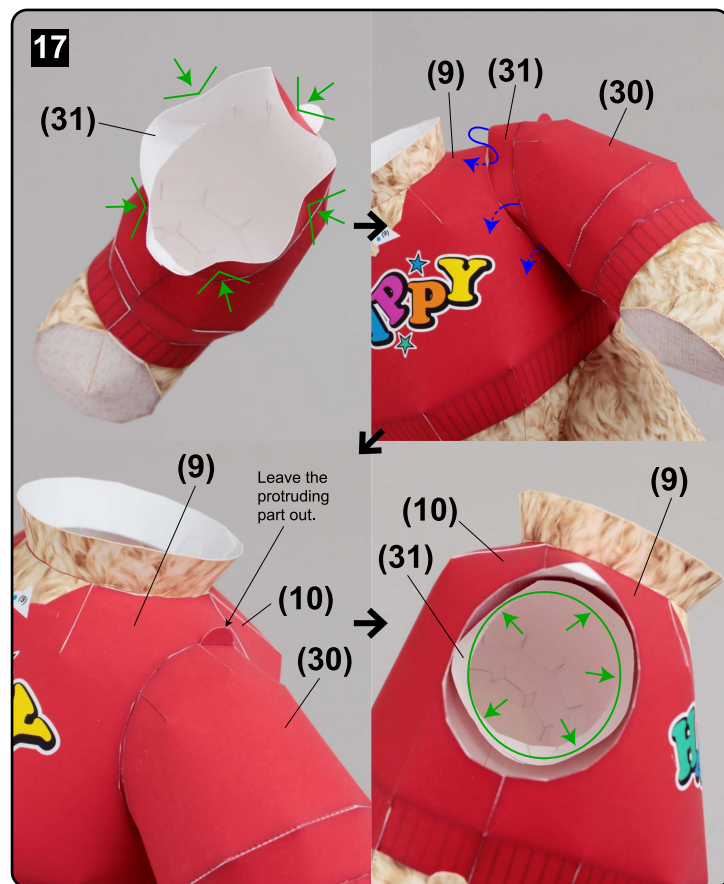 17
(31)
(9)
(31)
(30)
PPY
(9)
Leave the
protruding
part out.
(10)
(30)
(9)
(10)
(31)
H